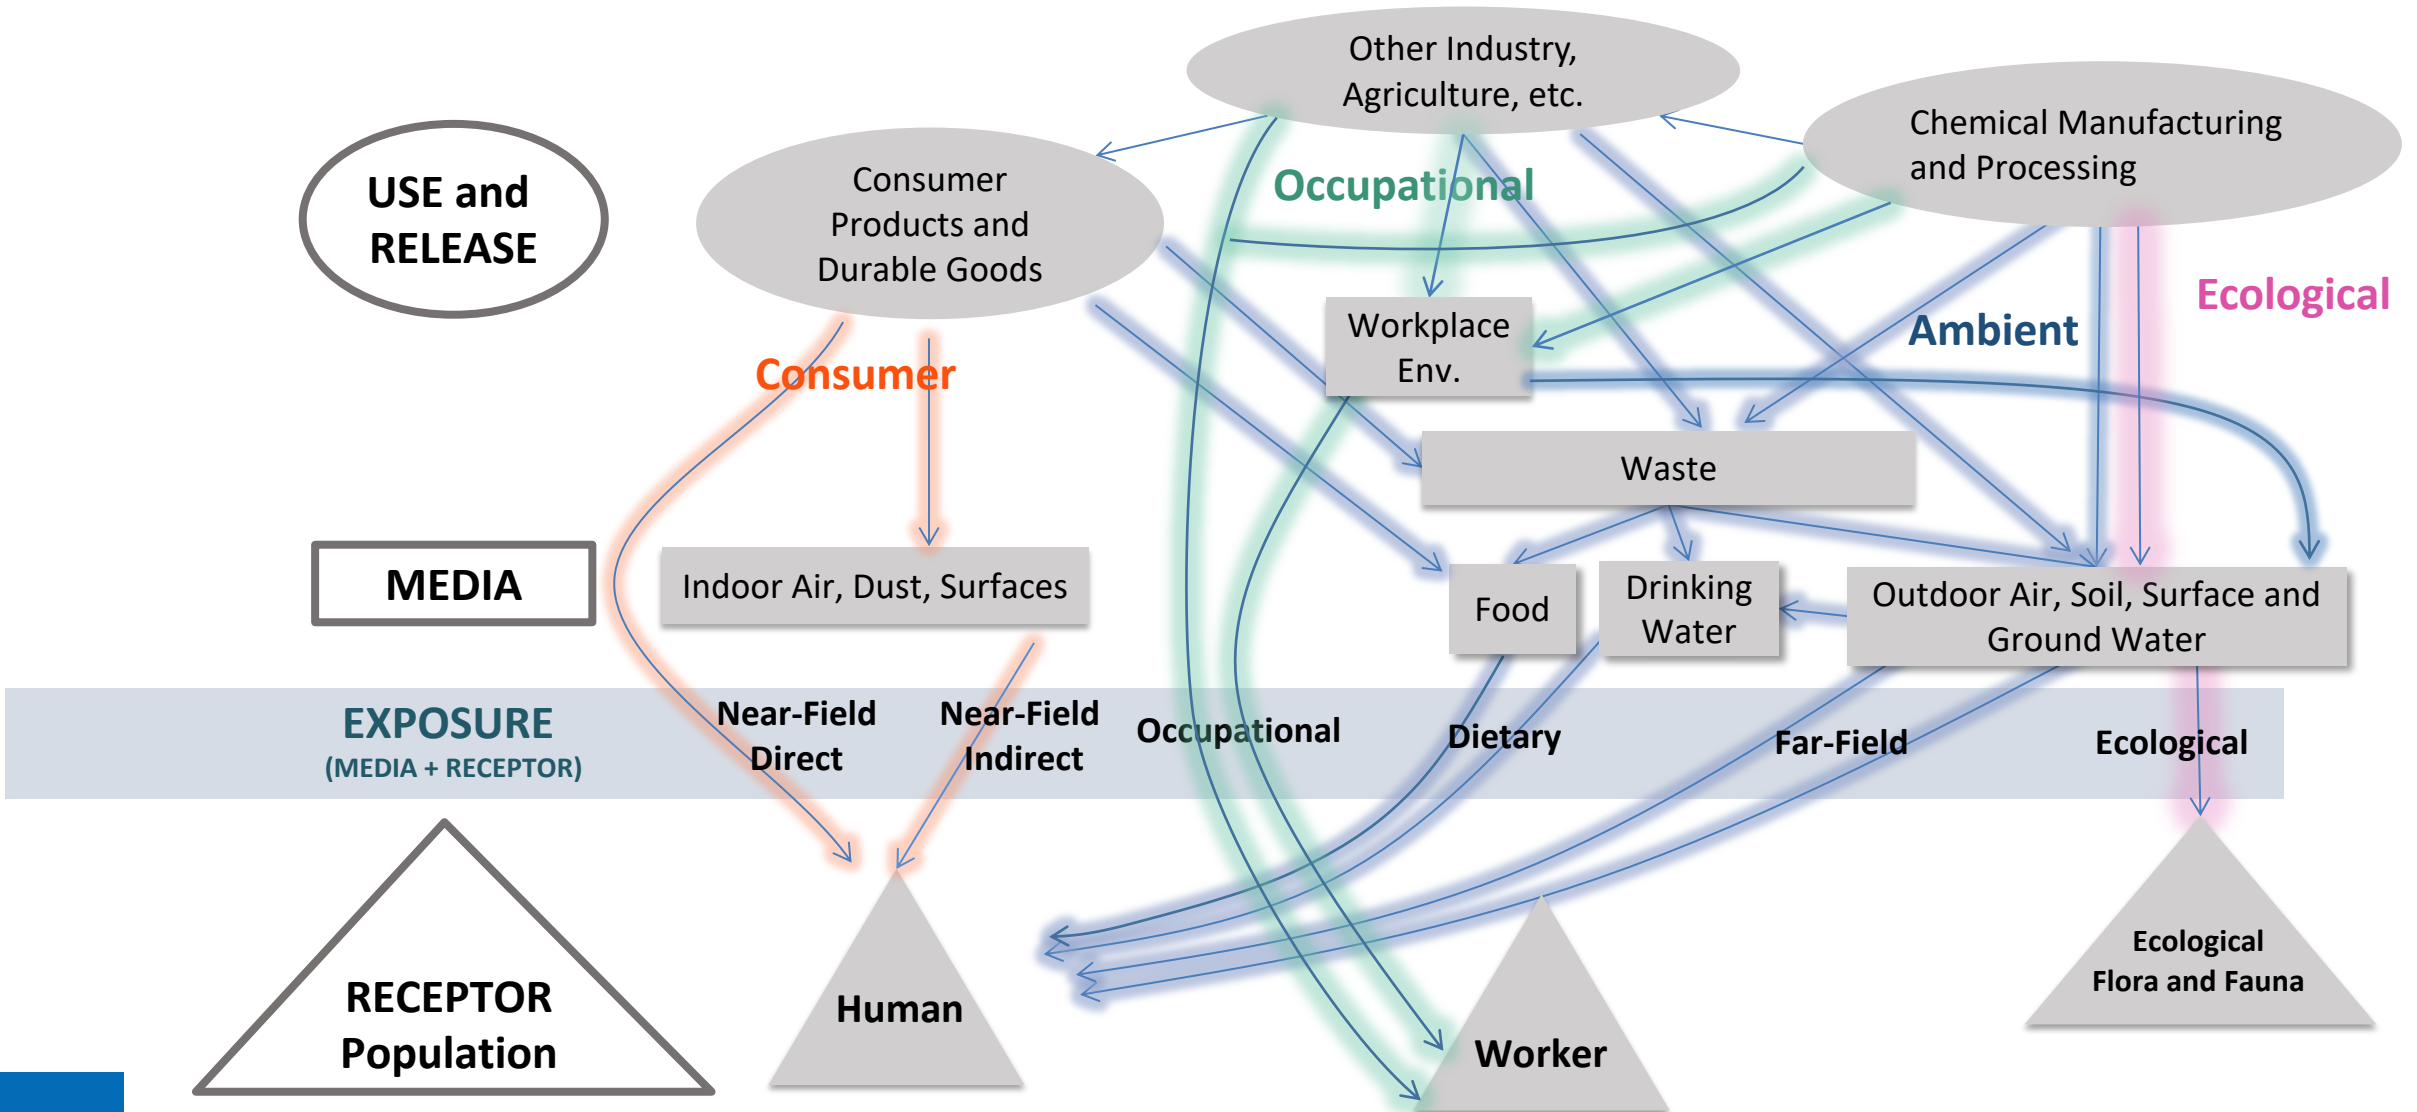 Other Industry,
Agriculture, etc.
Chemical Manufacturing
and Processing
USE and
RELEASE
Consumer
Products and
Durable Goods
Occupational
Ecological
Workplace
Env.
Ambient
Consumer
Waste
MEDIA
Indoor Air, Dust, Surfaces
Food
Drinking
Water
Outdoor Air, Soil, Surface and
Ground Water
EXPOSURE
(MEDIA + RECEPTOR)
Near-Field
Direct
Near-Field
Indirect
Occupational
Dietary
Far-Field
Ecological
RECEPTOR
Population
Human
Worker
Ecological
Flora and Fauna